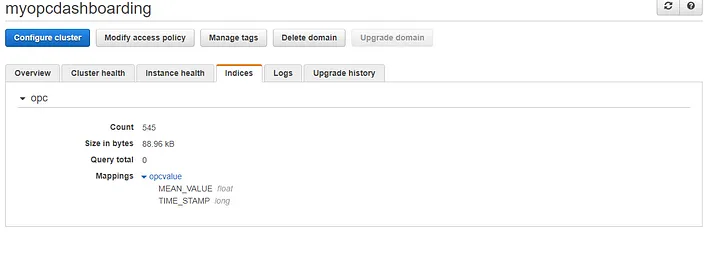 myopcdashboarding
Configure cluster Modify access policy Manage tags Delete domain Upgrade domain
Overview Cluster health Instance health Indices Logs Upgrade history
opc
Count 545
Size in bytes 88.96 kB
Query total 0
Mappings opcvalue
MEAN_VALUE float
TIME_STAMP long